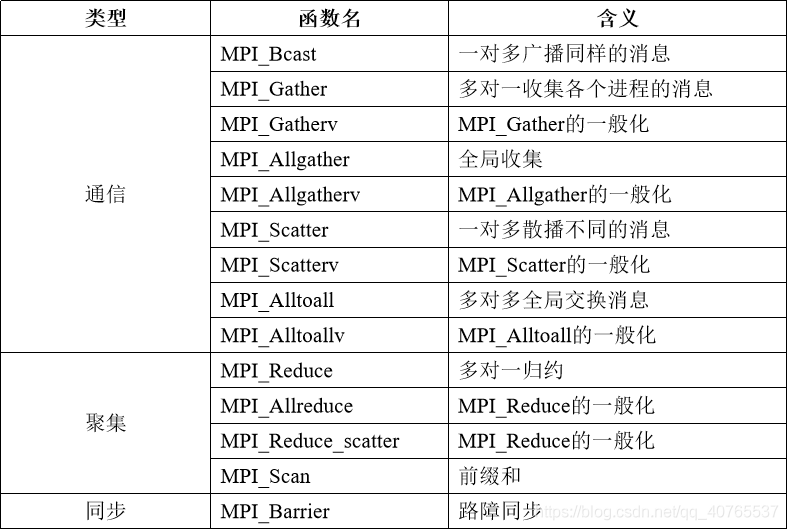 类型 函数名 含义
MPI_Bcast 一对多广播同样的消息
MPI_Gather 多对一收集各个进程的消息
MPI_Gatherv MPI_Gather的一般化
MPI_Allgather 全局收集
通信 MPI_Allgatherv MPI_Allgather的一般化
MPI_Scatter 一对多散播不同的消息
MPI_Scatterv MPI_Scatter的一般化
MPI_Alltoall 多对多全局交换消息
MPI_Alltoallv MPI_Alltoall的一般化
MPI_Reduce 多对一归约
MPI_Allreduce MPI_Reduce的一般化
聚集 MPI_Reduce_scatter MPI_Reduce的一般化
MPI_Scan 前缀和
同步 MPI_Barrier 路障同步
https://blog.csdn.net/qq_40765537